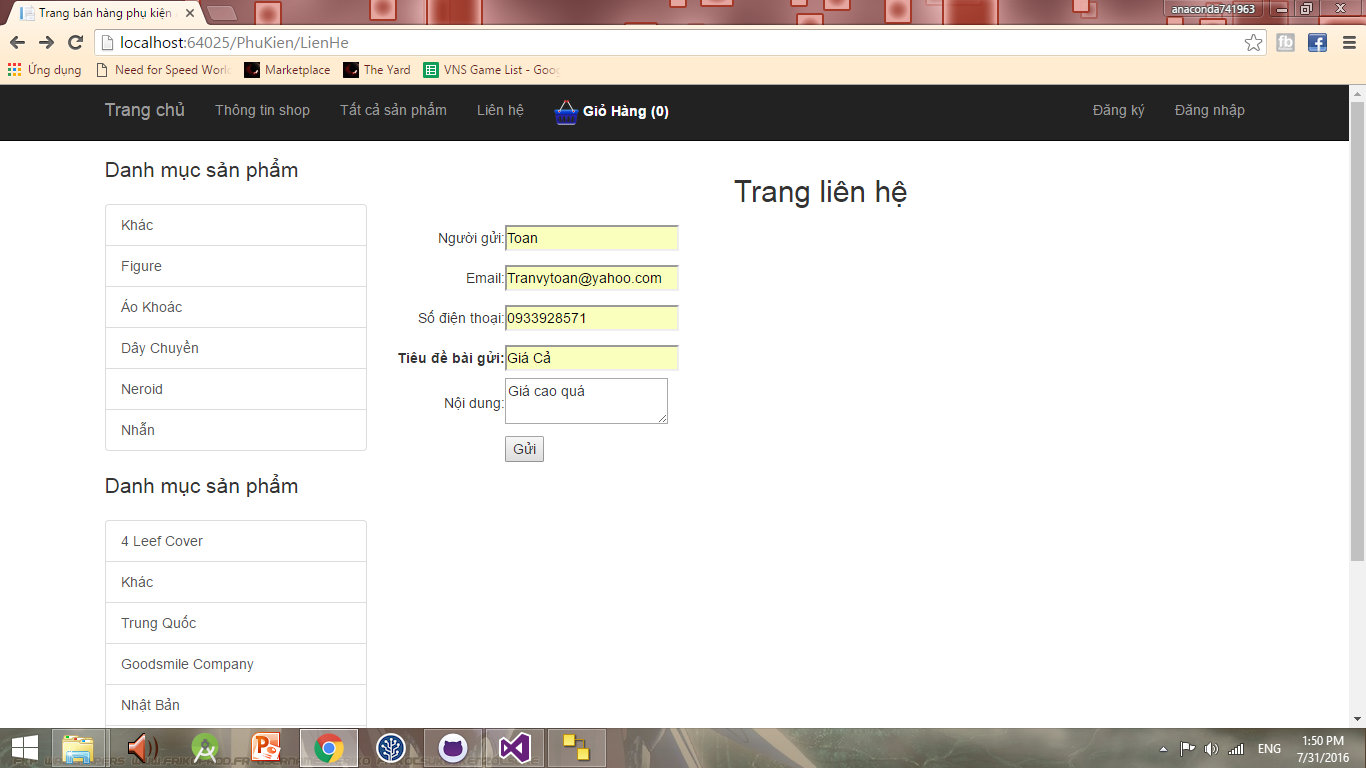 Trang bán hàng phụ kiện
anaconda741963
localhost:64025/PhuKien/LienHe
Ứng dụng
Need for Speed World
Marketplace
The Yard
VNS Game List - Goog
Trang chủ
Thông tin shop
Tất cả sản phẩm
Liên hệ
Giỏ Hàng (0)
Đăng ký
Đăng nhập
Danh mục sản phẩm
Khác
Figure
Áo Khoác
Dây Chuyền
Neroid
Nhẫn
Danh mục sản phẩm
4 Leef Cover
Khác
Trung Quốc
Goodsmile Company
Nhật Bản
Trang liên hệ
Người gửi: Toan
Email: Tranvytoan@yahoo.com
Số điện thoại: 0933928571
Tiêu đề bài gửi: Giá Cả
Nội dung: Giá cao quá
Gửi
ENG
1:50 PM
7/31/2016